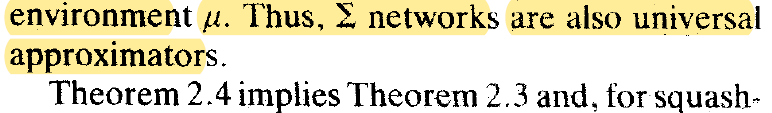 environment μ. Thus, Σ networks are also universal
approximators.
Theorem 2.4 implies Theorem 2.3 and, for squash-